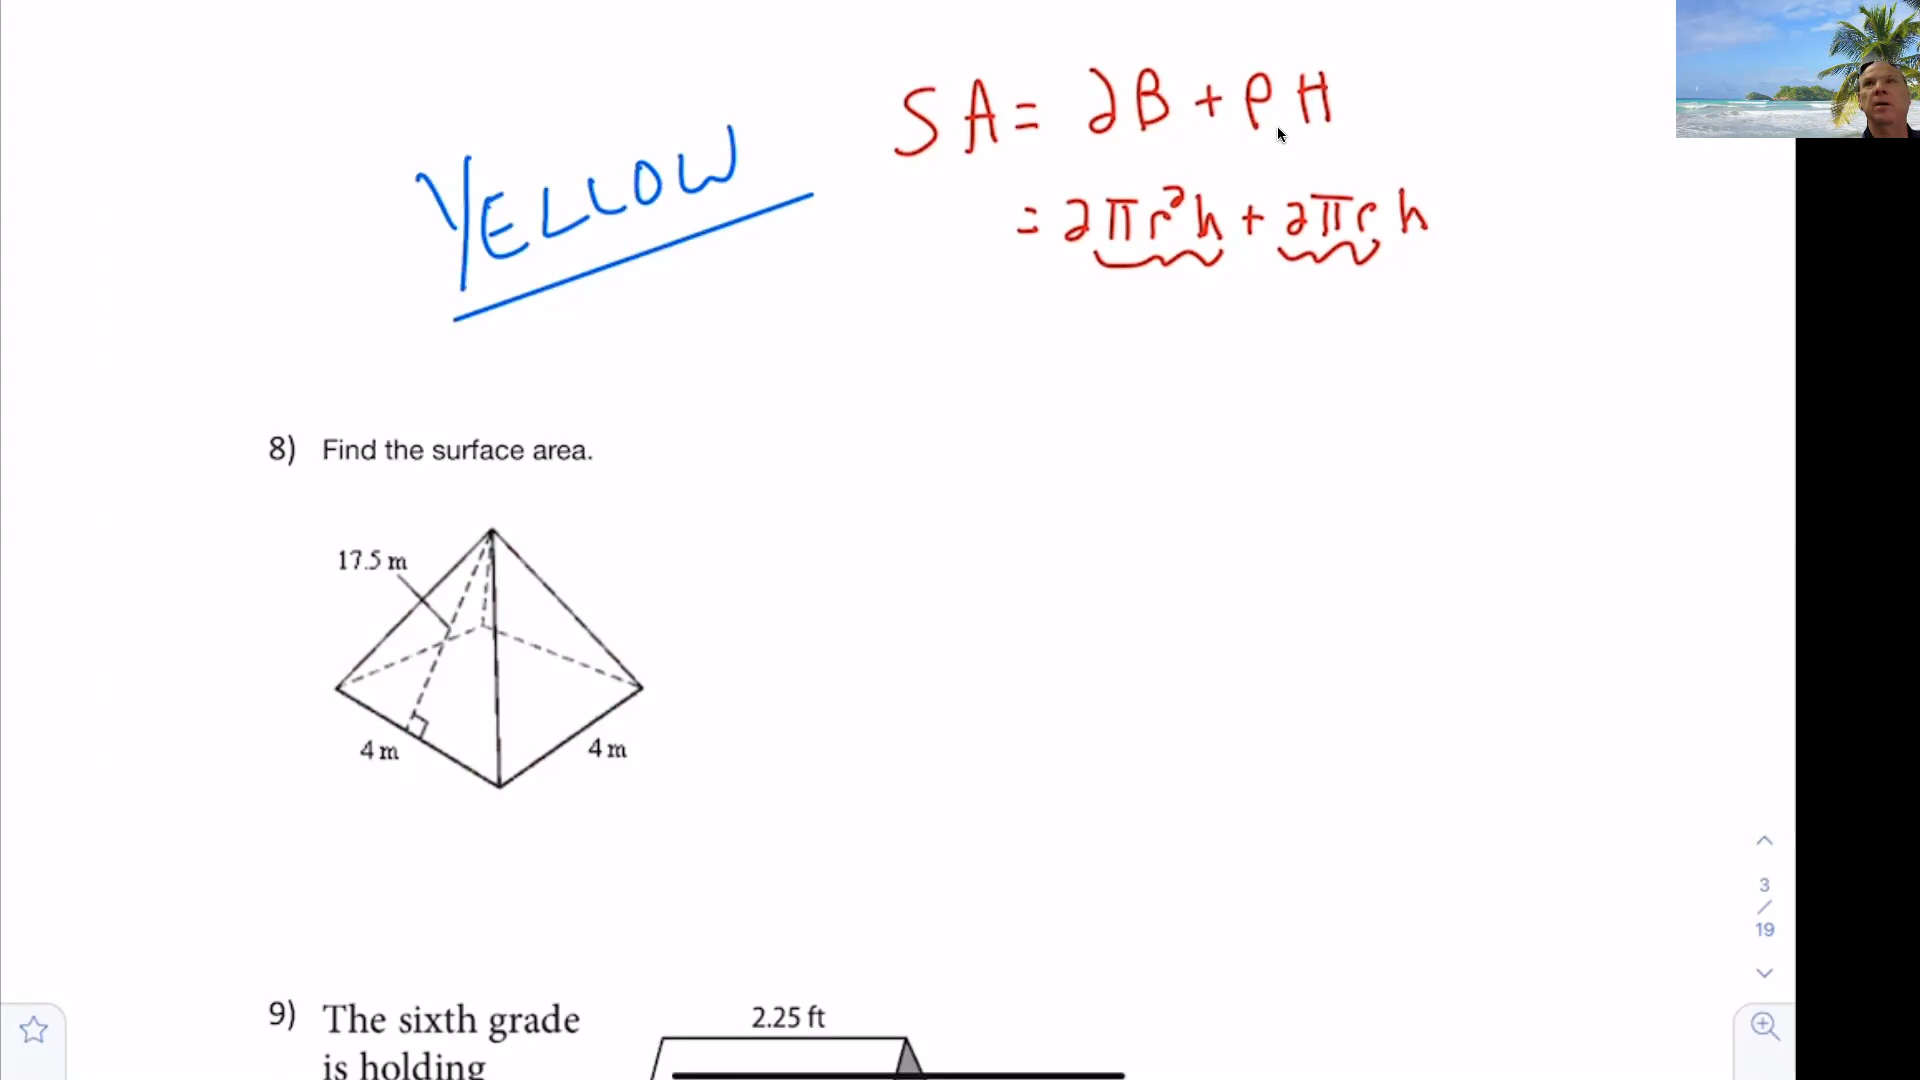 YELLOW
SA = 2B + PH
= 2πr²h + 2πrh
8) Find the surface area.
17.5 m
4 m
4 m
3
/
19
9) The sixth grade
is holding
2.25 ft